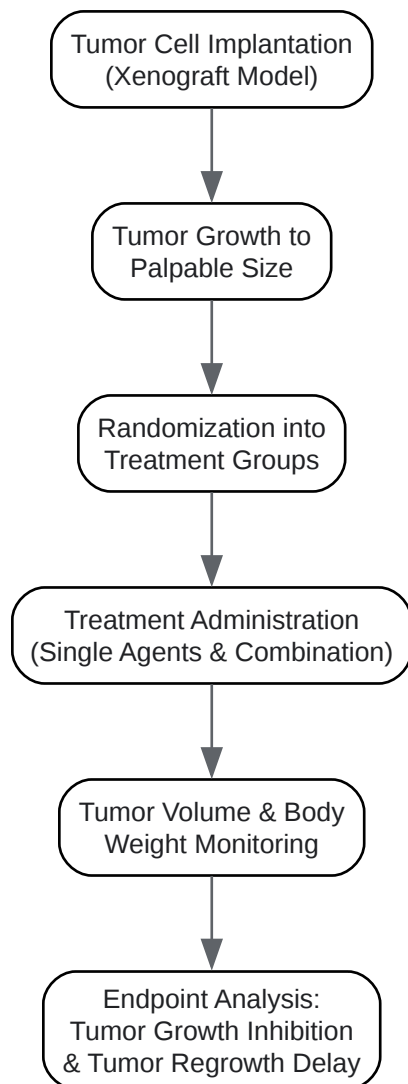 Tumor Cell Implantation
(Xenograft Model)
Tumor Growth to
Palpable Size
Randomization into
Treatment Groups
Treatment Administration
(Single Agents & Combination)
Tumor Volume & Body
Weight Monitoring
Endpoint Analysis:
Tumor Growth Inhibition
& Tumor Regrowth Delay